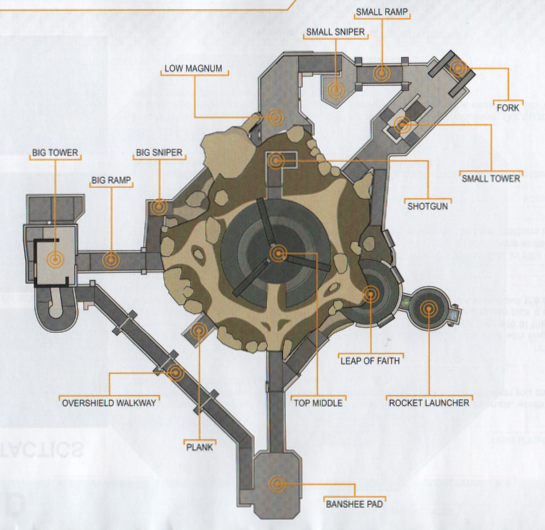 SMALL RAMP
SMALL SNIPER
LOW MAGNUM
FORK
BIG TOWER
BIG SNIPER
BIG RAMP
SMALL TOWER
SHOTGUN
LEAP OF FAITH
OVERSHIELD WALKWAY
TOP MIDDLE
ROCKET LAUNCHER
PLANK
TACTICS
BANSHEE PAD